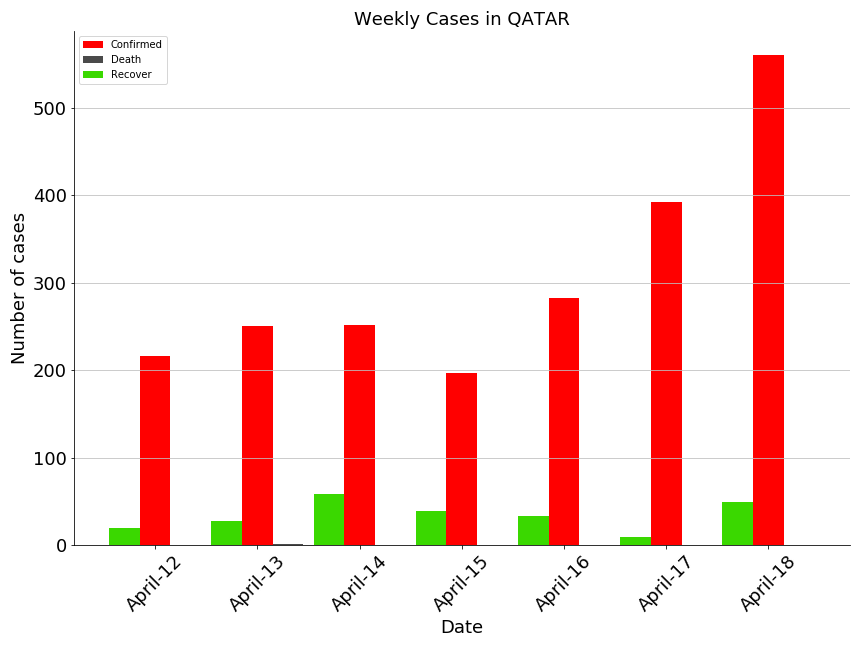 Weekly Cases in QATAR
Confirmed
Death
Recover
Number of cases
500
400
300
200
100
0
April-12
April-13
April-14
April-15
April-16
April-17
April-18
Date